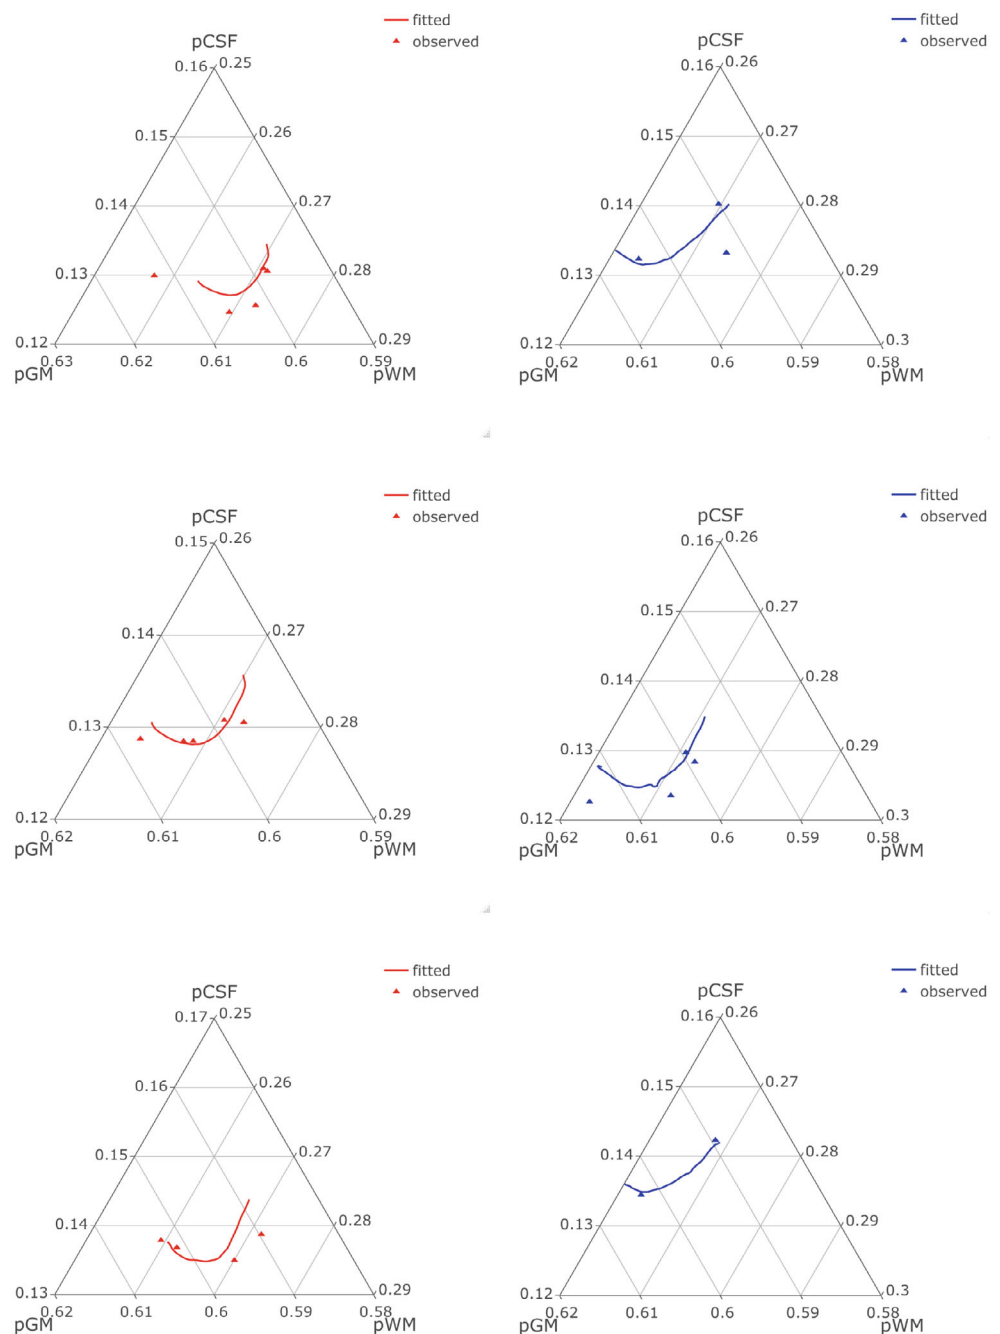 fitted
observed
pCSF
0.16 0.25
0.15 0.26
0.14 0.27
0.13 0.28
0.12 0.29
0.63 0.62 0.61 0.6 0.59
pGM pWM
fitted
observed
pCSF
0.16 0.26
0.15 0.27
0.14 0.28
0.13 0.29
0.12 0.3
0.62 0.61 0.6 0.59 0.58
pGM pWM
fitted
observed
pCSF
0.15 0.26
0.14 0.27
0.13 0.28
0.12 0.29
0.62 0.61 0.6 0.59
pGM pWM
fitted
observed
pCSF
0.16 0.26
0.15 0.27
0.14 0.28
0.13 0.29
0.12 0.3
0.62 0.61 0.6 0.59 0.58
pGM pWM
fitted
observed
pCSF
0.17 0.25
0.16 0.26
0.15 0.27
0.14 0.28
0.13 0.29
0.62 0.61 0.6 0.59 0.58
pGM pWM
fitted
observed
pCSF
0.16 0.26
0.15 0.27
0.14 0.28
0.13 0.29
0.12 0.3
0.62 0.61 0.6 0.59 0.58
pGM pWM